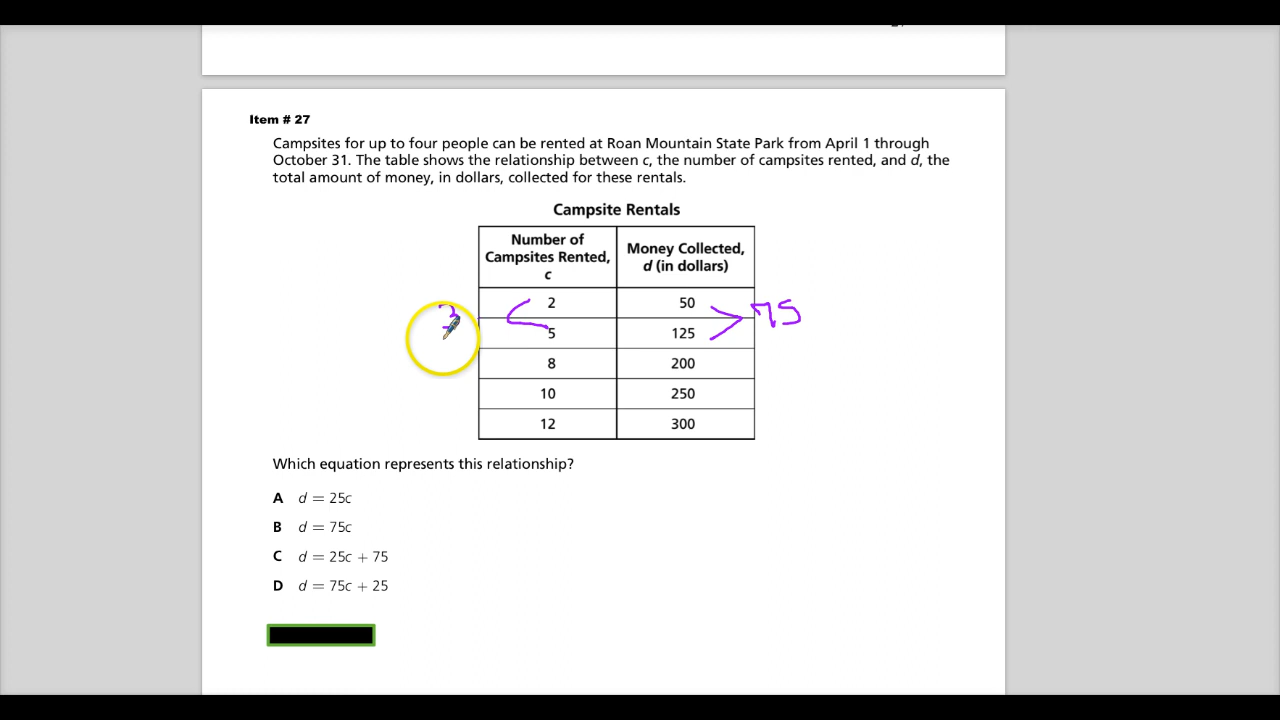 Item # 27
Campsites for up to four people can be rented at Roan Mountain State Park from April 1 through
October 31. The table shows the relationship between c, the number of campsites rented, and d, the
total amount of money, in dollars, collected for these rentals.
Campsite Rentals
Number of
Campsites Rented,
c
Money Collected,
d (in dollars)
2 50
3 75
5 125
8 200
10 250
12 300
Which equation represents this relationship?
A d = 25c
B d = 75c
C d = 25c + 75
D d = 75c + 25